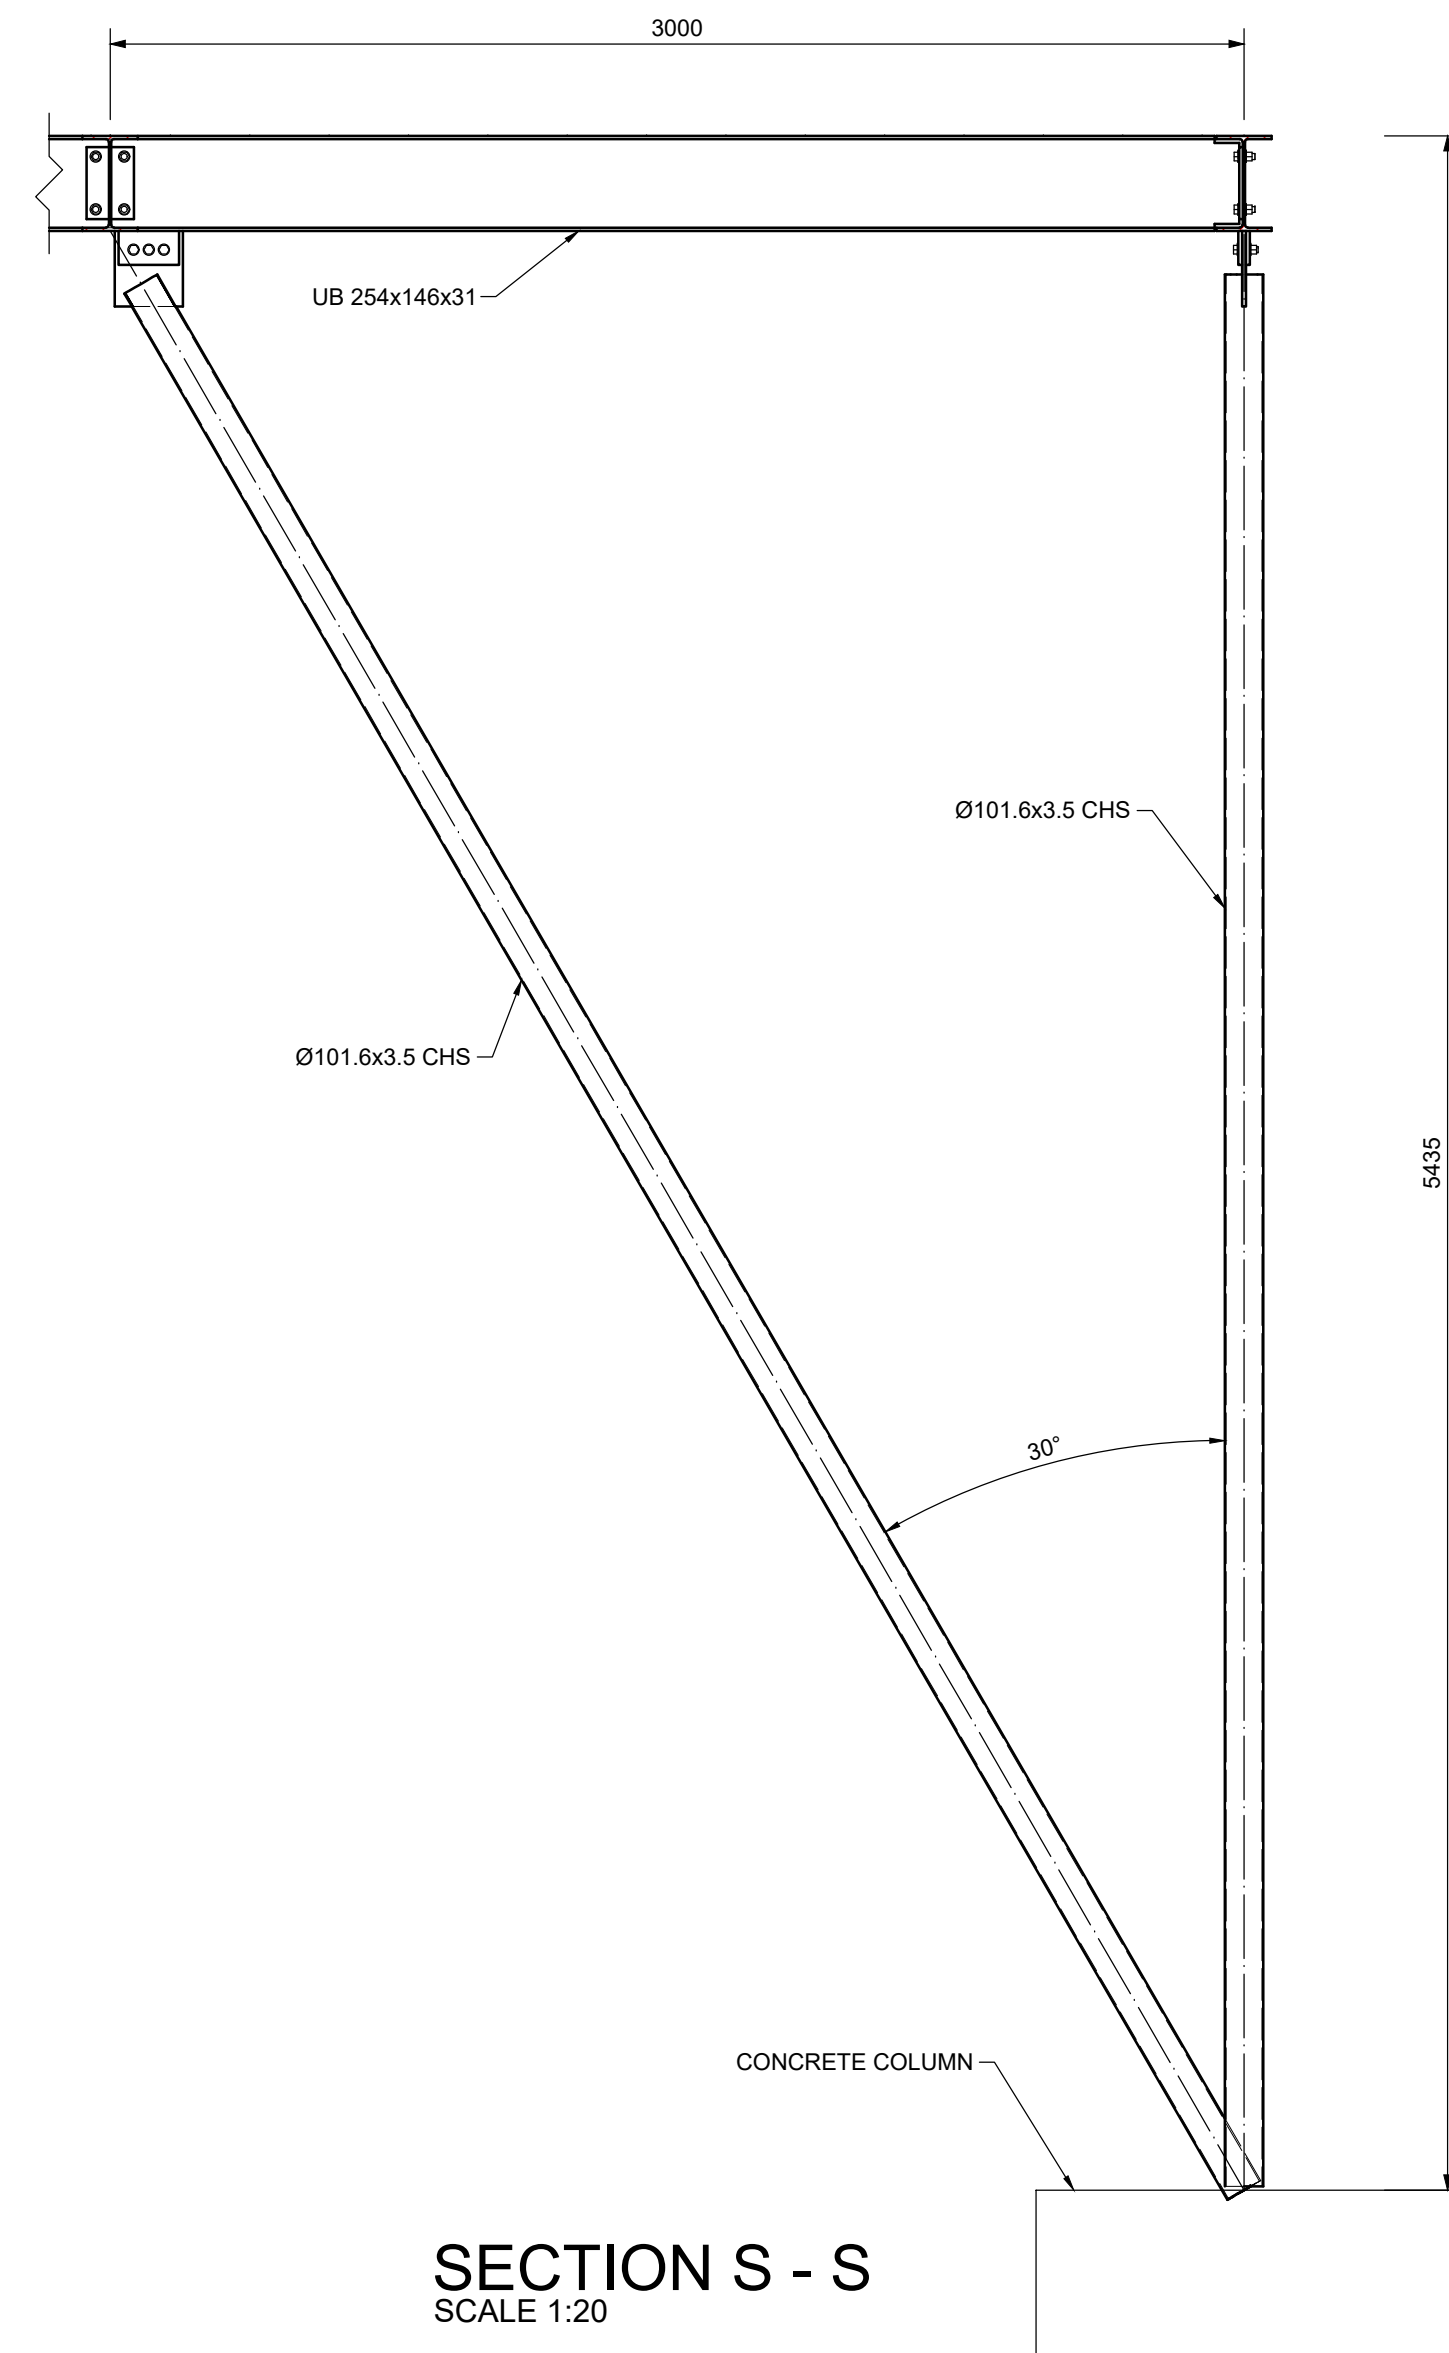 3000
UB 254x146x31
Ø101.6x3.5 CHS
Ø101.6x3.5 CHS
5435
30°
CONCRETE COLUMN
SECTION S - S
SCALE 1:20